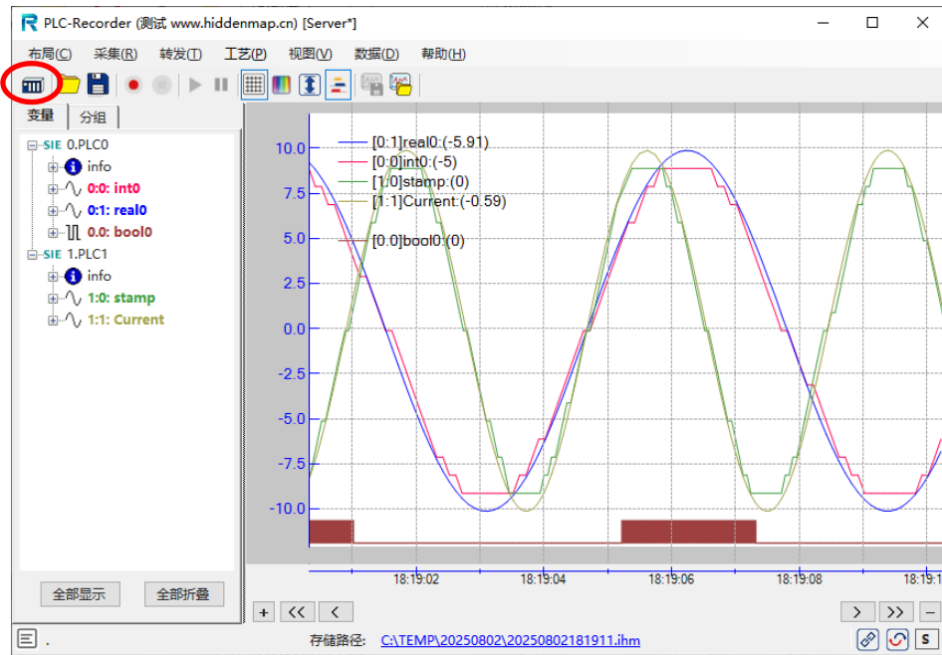 PLC-Recorder (测试 www.hiddenmap.cn) [Server*]
布局(C) 采集(R) 转发(T) 工艺(P) 视图(V) 数据(D) 帮助(H)
变量 分组
SIE 0.PLC0
info
0:0: int0
0:1: real0
0.0: bool0
SIE 1.PLC1
info
1:0: stamp
1:1: Current
全部显示 全部折叠
10.0
7.5
5.0
2.5
0.0
-2.5
-5.0
-7.5
-10.0
[0:1]real0:(-5.91)
[0:0]int0:(-5)
[1:0]stamp:(0)
[1:1]Current:(-0.59)
[0.0]bool0:(0)
18:19:02 18:19:04 18:19:06 18:19:08 18:19:1
+ << < > >> −
. 存储路径: C:\TEMP\20250802\20250802181911.ihm S